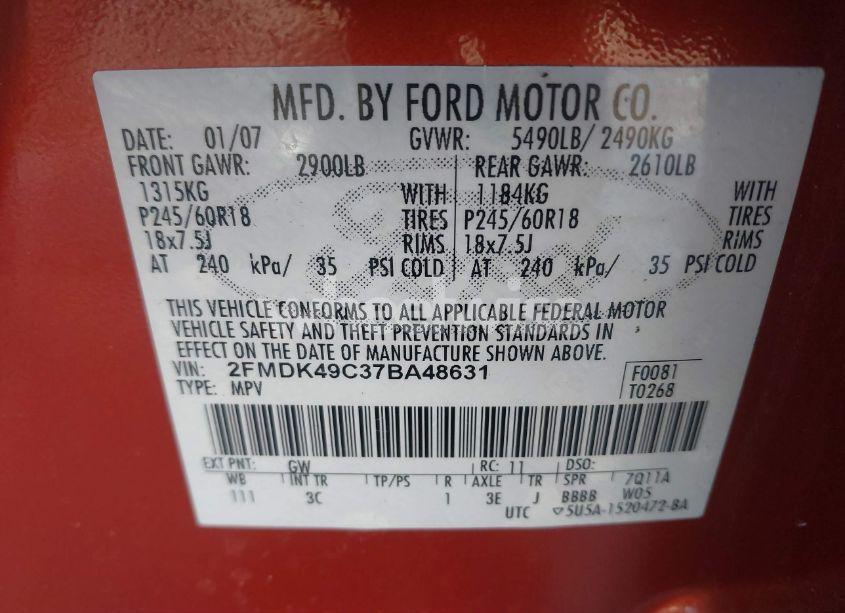 MFD. BY FORD MOTOR CO.
DATE: 01/07 GVWR: 5490LB/ 2490KG
FRONT GAWR: 2900LB REAR GAWR: 2610LB
1315KG WITH 1184KG WITH
P245/60R18 TIRES P245/60R18 TIRES
18x7.5J RIMS 18x7.5J RIMS
AT 240 kPa/ 35 PSI COLD AT 240 kPa/ 35 PSI COLD
THIS VEHICLE CONFORMS TO ALL APPLICABLE FEDERAL MOTOR
VEHICLE SAFETY AND THEFT PREVENTION STANDARDS IN
EFFECT ON THE DATE OF MANUFACTURE SHOWN ABOVE.
VIN: 2FMDK49C37BA48631 F0081
TYPE: MPV T0268
EXT PNT: GW RC: 11 DSO:
WB INT TR TP/PS R AXLE TR SPR 7Q11A
111 3C 1 3E J BBBB W05
UTC ▽5U5A-1520472-BA